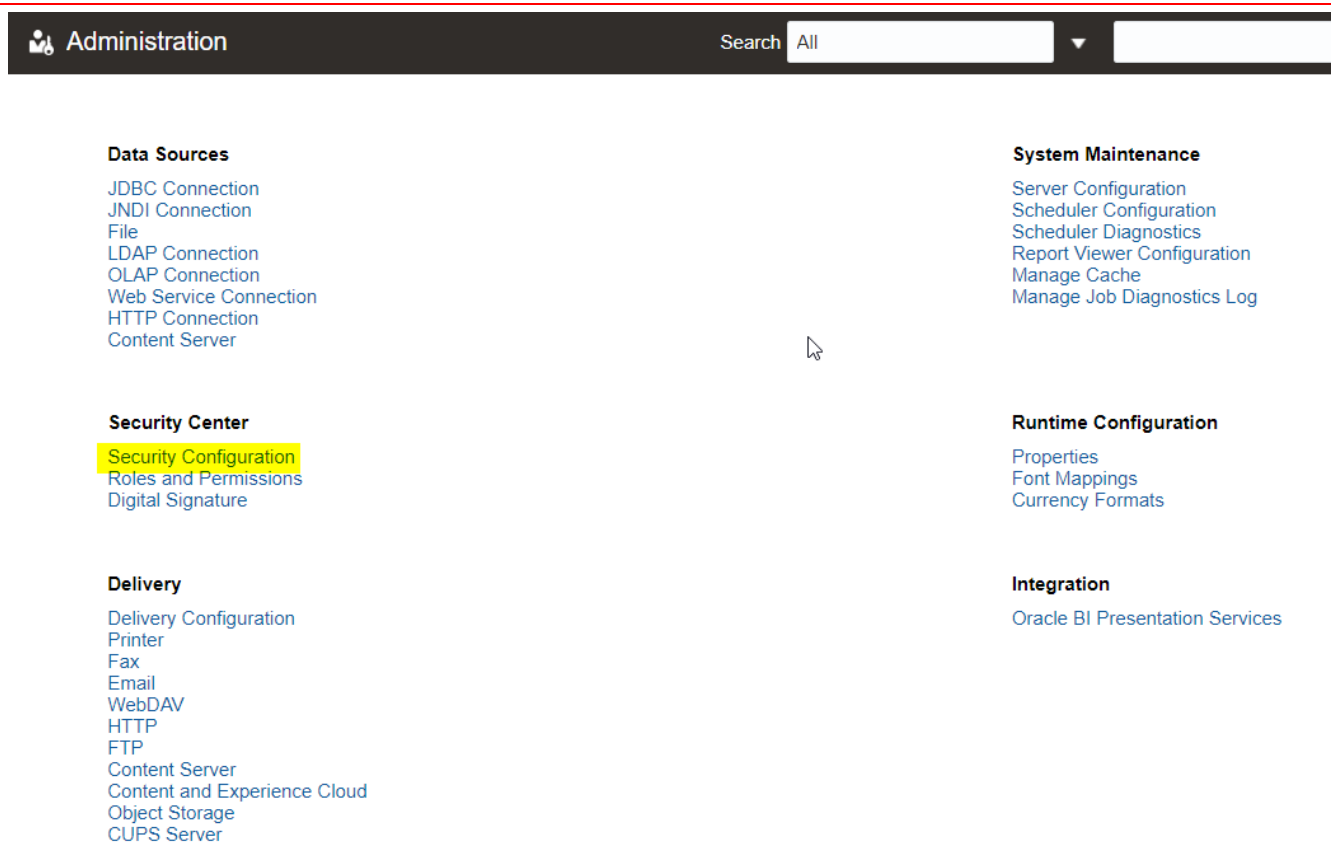 Administration
Search All
Data Sources
JDBC Connection
JNDI Connection
File
LDAP Connection
OLAP Connection
Web Service Connection
HTTP Connection
Content Server
System Maintenance
Server Configuration
Scheduler Configuration
Scheduler Diagnostics
Report Viewer Configuration
Manage Cache
Manage Job Diagnostics Log
Security Center
Security Configuration
Roles and Permissions
Digital Signature
Runtime Configuration
Properties
Font Mappings
Currency Formats
Delivery
Delivery Configuration
Printer
Fax
Email
WebDAV
HTTP
FTP
Content Server
Content and Experience Cloud
Object Storage
CUPS Server
Integration
Oracle BI Presentation Services